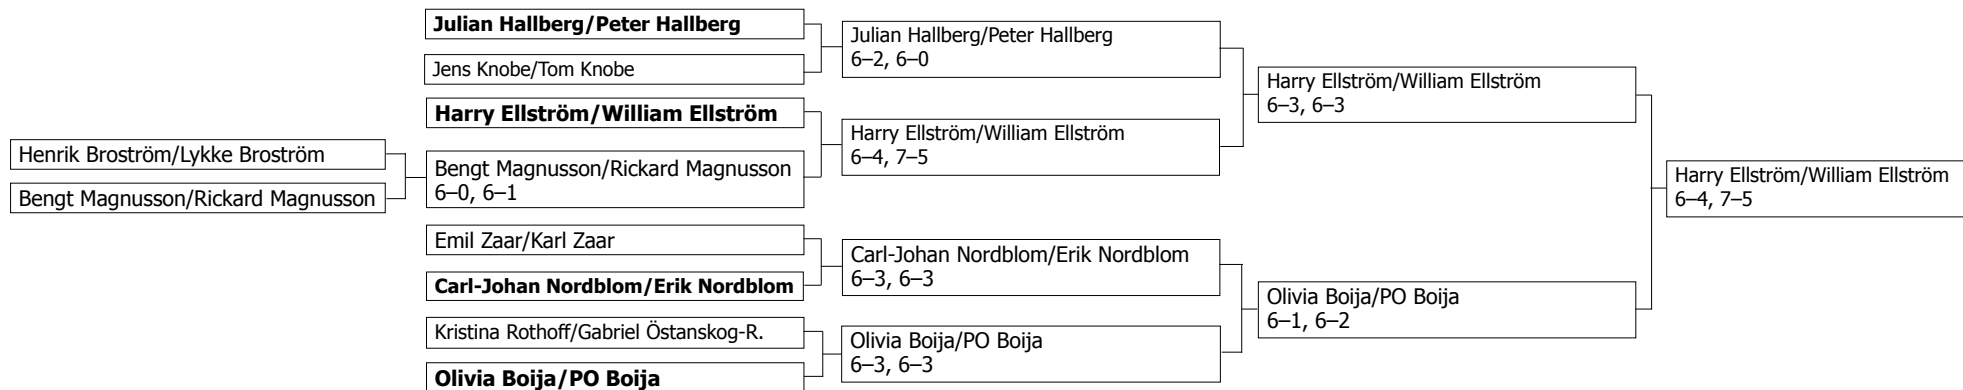 Henrik Broström/Lykke Broström
Bengt Magnusson/Rickard Magnusson
Julian Hallberg/Peter Hallberg
Jens Knobe/Tom Knobe
Harry Ellström/William Ellström
Bengt Magnusson/Rickard Magnusson
6–0, 6–1
Emil Zaar/Karl Zaar
Carl-Johan Nordblom/Erik Nordblom
Kristina Rothoff/Gabriel Östanskog-R.
Olivia Boija/PO Boija
Julian Hallberg/Peter Hallberg
6–2, 6–0
Harry Ellström/William Ellström
6–4, 7–5
Carl-Johan Nordblom/Erik Nordblom
6–3, 6–3
Olivia Boija/PO Boija
6–3, 6–3
Harry Ellström/William Ellström
6–3, 6–3
Olivia Boija/PO Boija
6–1, 6–2
Harry Ellström/William Ellström
6–4, 7–5